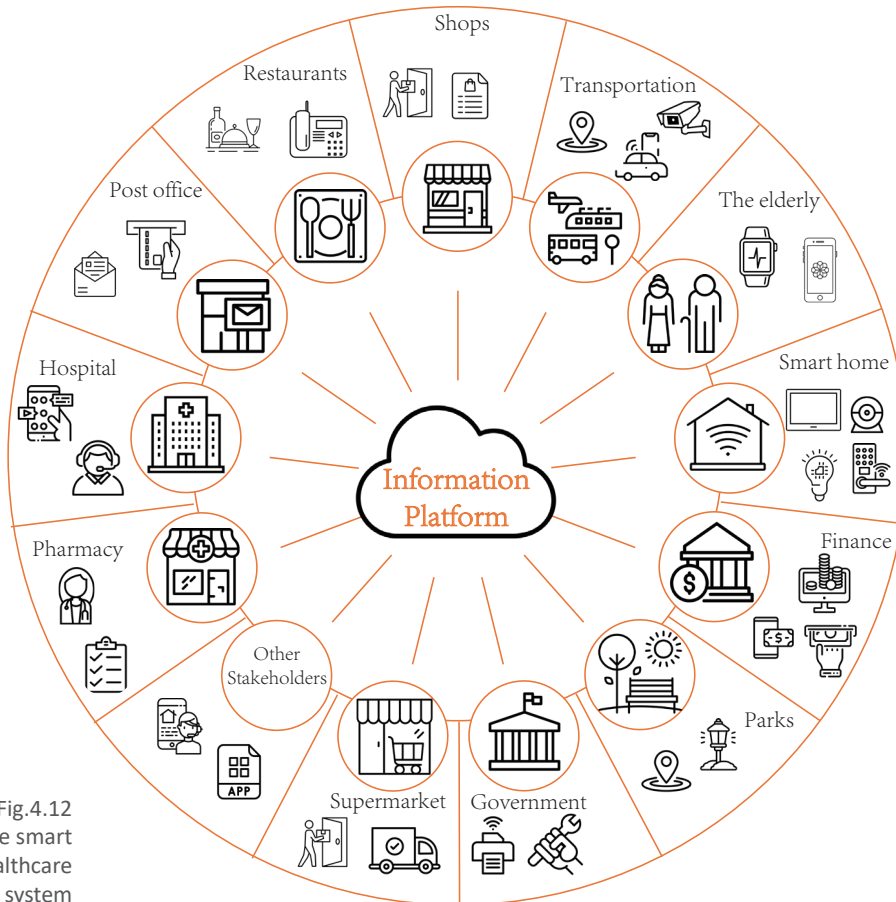 Shops
Restaurants
Transportation
Post office
The elderly
Hospital
Smart home
Information
Platform
Pharmacy
Finance
$
$
Other
Stakeholders
Parks
APP
Supermarket
Government
Fig.4.12
e smart
althcare
system